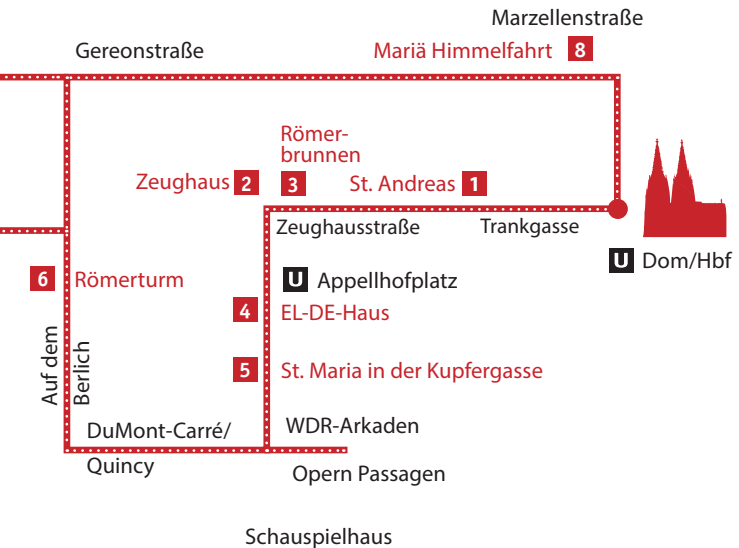 Marzellenstraße
Gereonstraße
Mariä Himmelfahrt 8
Römer-
brunnen
Zeughaus 2
3
St. Andreas 1
Zeughausstraße
Trankgasse
U Dom/Hbf
6 Römerturm
U Appellhofplatz
4 EL-DE-Haus
Auf dem
Berlich
5 St. Maria in der Kupfergasse
DuMont-Carré/
Quincy
WDR-Arkaden
Opern Passagen
Schauspielhaus